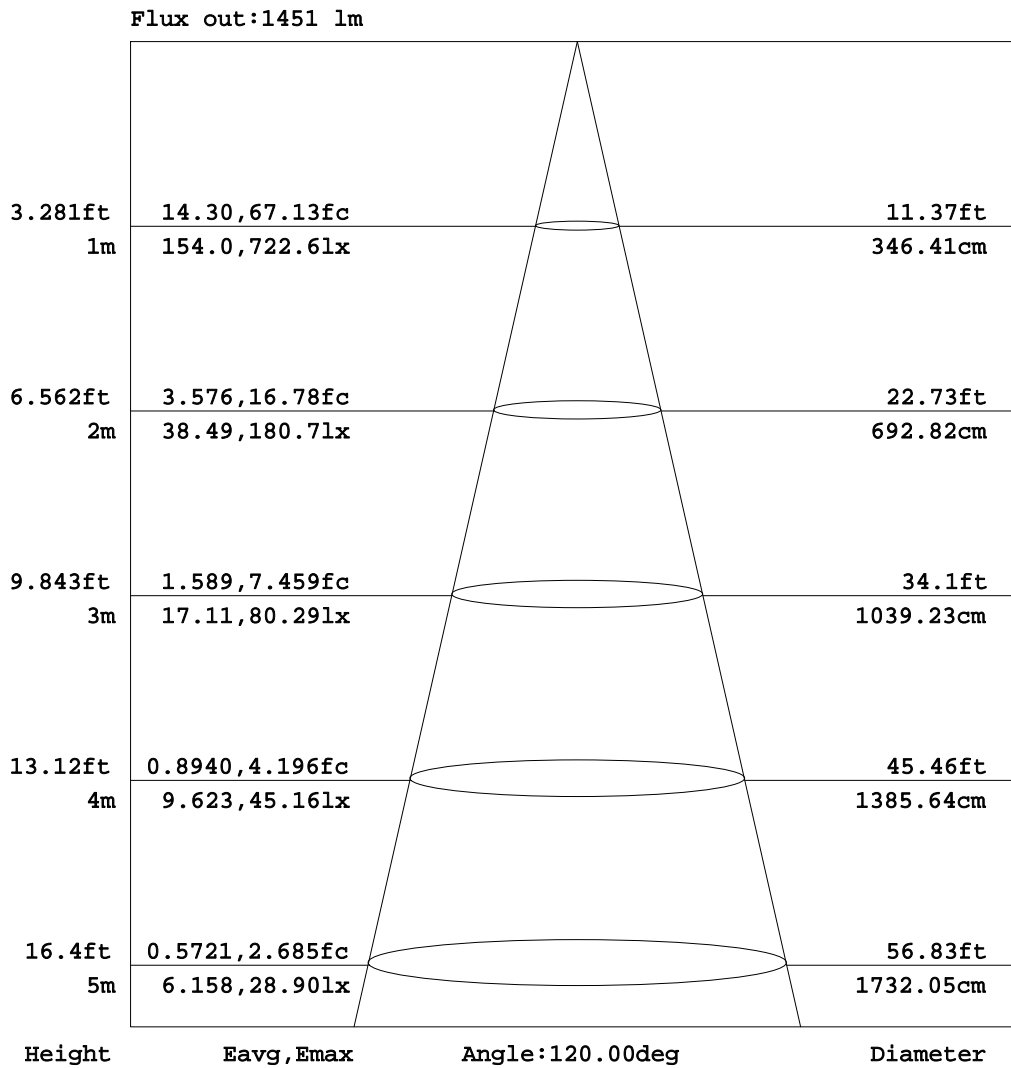 Flux out:1451 lm
3.281ft 14.30,67.13fc 11.37ft
1m 154.0,722.6lx 346.41cm
6.562ft 3.576,16.78fc 22.73ft
2m 38.49,180.7lx 692.82cm
9.843ft 1.589,7.459fc 34.1ft
3m 17.11,80.29lx 1039.23cm
13.12ft 0.8940,4.196fc 45.46ft
4m 9.623,45.16lx 1385.64cm
16.4ft 0.5721,2.685fc 56.83ft
5m 6.158,28.90lx 1732.05cm
Height Eavg,Emax Angle:120.00deg Diameter